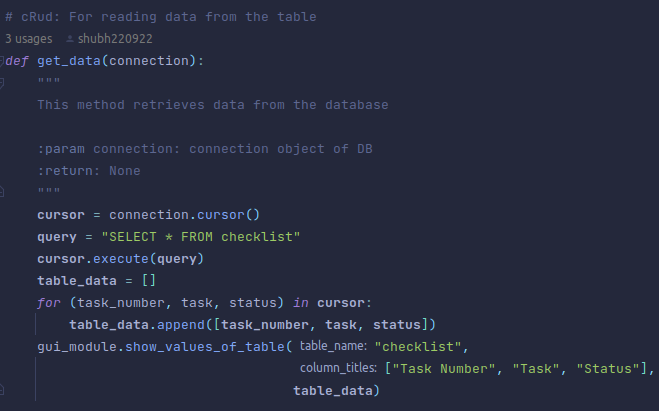 # cRud: For reading data from the table
3 usages shubh220922
def get_data(connection):
"""
This method retrieves data from the database
:param connection: connection object of DB
:return: None
"""
cursor = connection.cursor()
query = "SELECT * FROM checklist"
cursor.execute(query)
table_data = []
for (task_number, task, status) in cursor:
table_data.append([task_number, task, status])
gui_module.show_values_of_table( table_name: "checklist",
column_titles: ["Task Number", "Task", "Status"],
table_data)